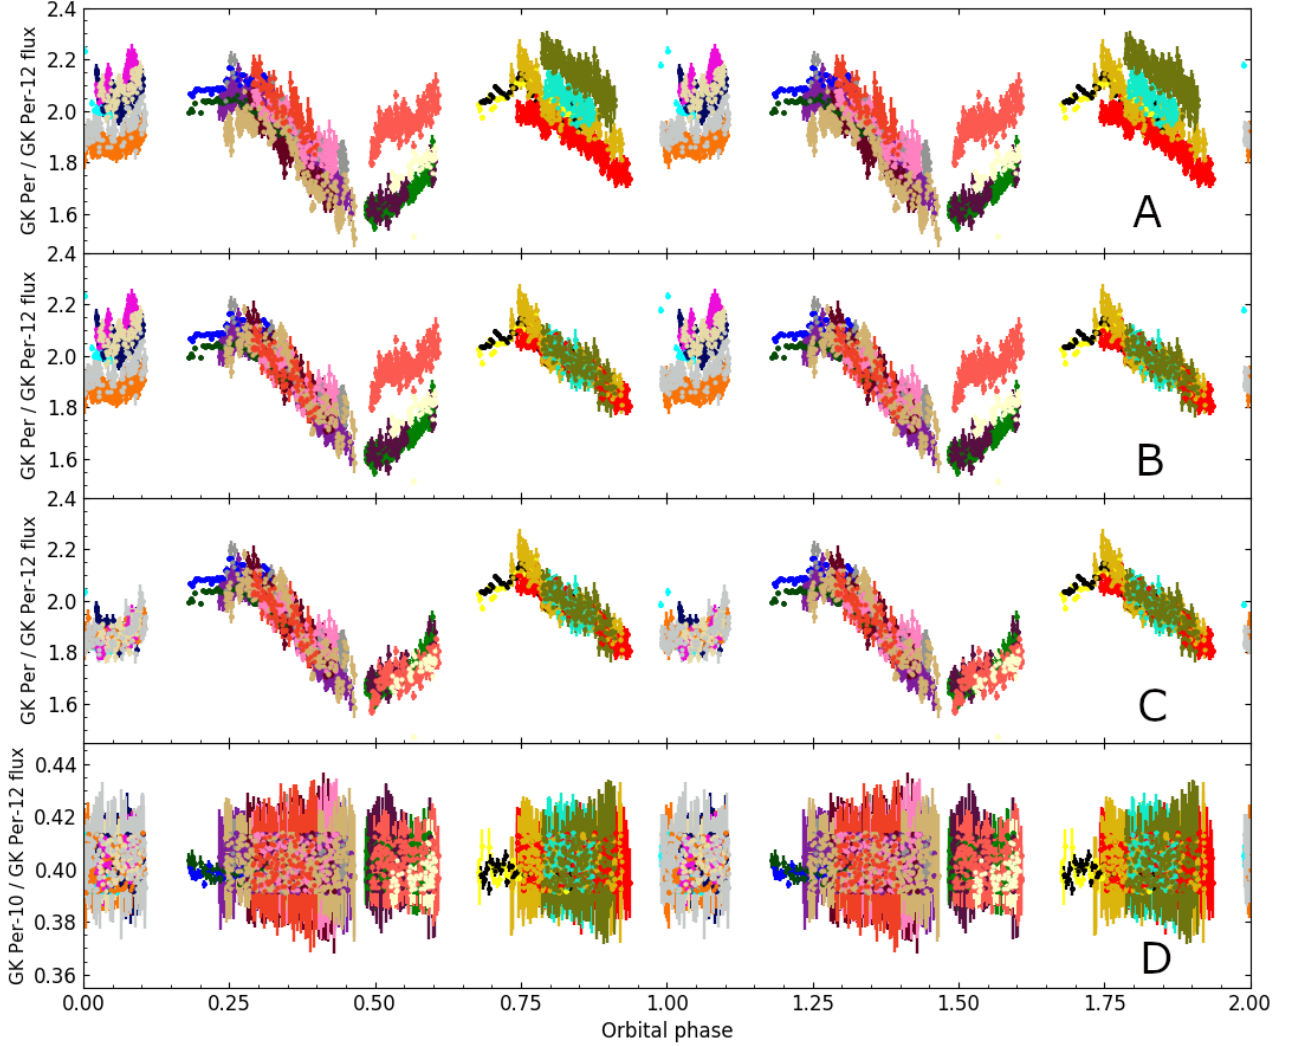 2.4
2.2
2.0
1.8
1.6
GK Per / GK Per-12 flux
A
2.4
2.2
2.0
1.8
1.6
GK Per / GK Per-12 flux
B
2.4
2.2
2.0
1.8
1.6
GK Per / GK Per-12 flux
C
0.44
0.42
0.40
0.38
0.36
GK Per-10 / GK Per-12 flux
D
0.00 0.25 0.50 0.75 1.00 1.25 1.50 1.75 2.00
Orbital phase